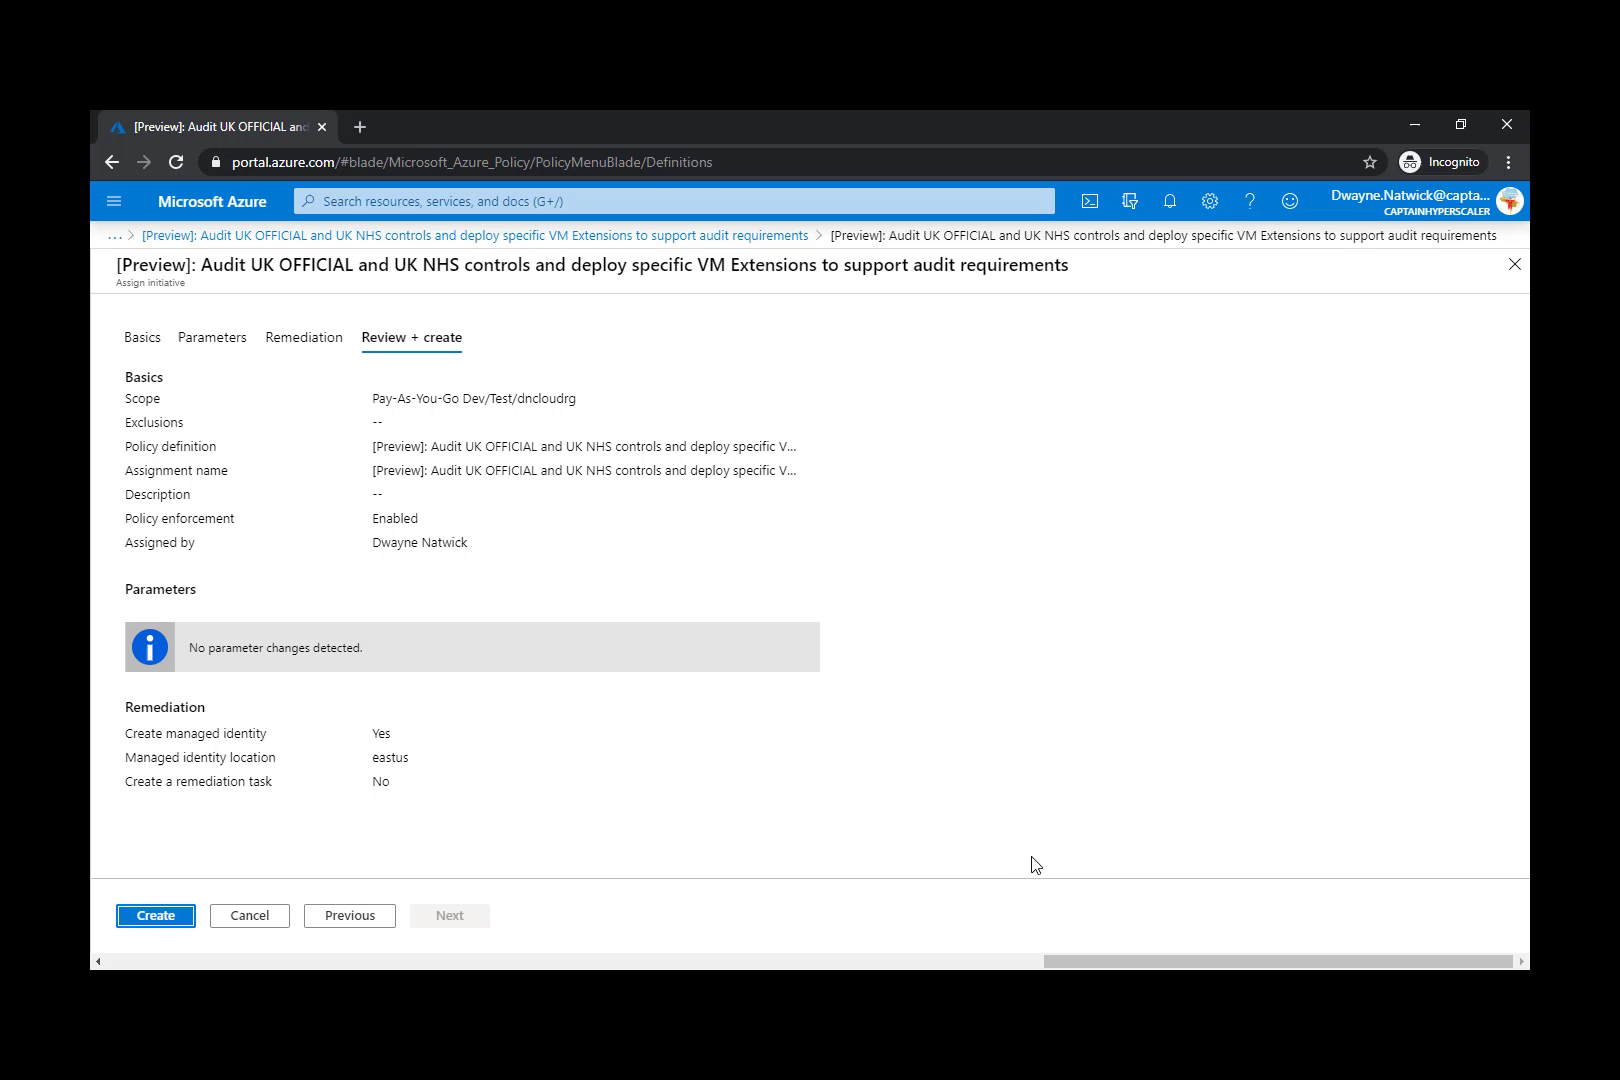 [Preview]: Audit UK OFFICIAL and
portal.azure.com/#blade/Microsoft_Azure_Policy/PolicyMenuBlade/Definitions
Incognito
Microsoft Azure
Search resources, services, and docs (G+/)
Dwayne.Natwick@capta...
CAPTAINHYPERSCALER
... > [Preview]: Audit UK OFFICIAL and UK NHS controls and deploy specific VM Extensions to support audit requirements > [Preview]: Audit UK OFFICIAL and UK NHS controls and deploy specific VM Extensions to support audit requirements
[Preview]: Audit UK OFFICIAL and UK NHS controls and deploy specific VM Extensions to support audit requirements
Assign initiative
Basics Parameters Remediation Review + create
Basics
Scope Pay-As-You-Go Dev/Test/dncloudrg
Exclusions --
Policy definition [Preview]: Audit UK OFFICIAL and UK NHS controls and deploy specific V...
Assignment name [Preview]: Audit UK OFFICIAL and UK NHS controls and deploy specific V...
Description --
Policy enforcement Enabled
Assigned by Dwayne Natwick
Parameters
No parameter changes detected.
Remediation
Create managed identity Yes
Managed identity location eastus
Create a remediation task No
Create Cancel Previous Next